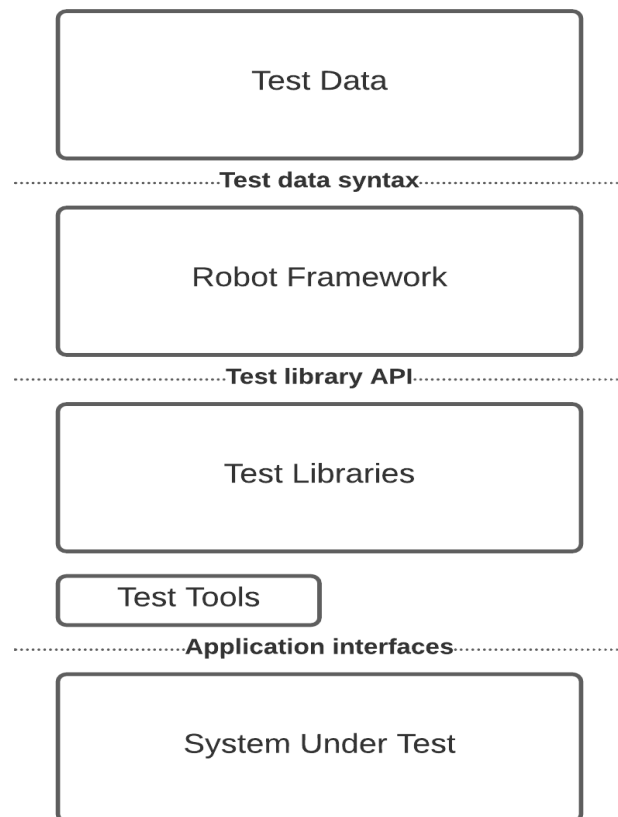 Test Data
Test data syntax
Robot Framework
Test library API
Test Libraries
Test Tools
Application interfaces
System Under Test